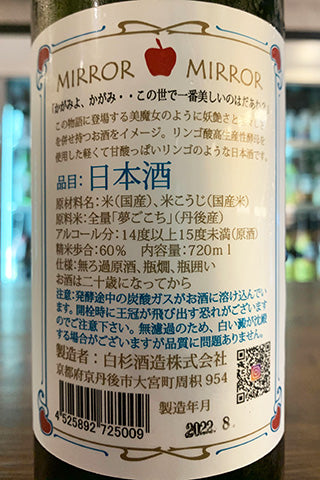 MIRROR MIRROR
「かがみよ、かがみ・・この世で一番美しいのはだあれ?」
この物語に登場する美魔女のように妖艶さと
を併せ持つお酒をイメージ。リンゴ酸高生産性酵母を
使用した軽くて甘酸っぱいリンゴのような日本酒です。
品目:日本酒
原材料名:米(国産)、米こうじ(国産米)
原料米:全量「夢ごこち」(丹後産)
アルコール分:14度以上15度未満(原酒)
精米歩合:60% 内容量:720ml
仕様:無ろ過原酒、瓶燗、瓶囲い
お酒は二十歳になってから
注意:発酵途中の炭酸ガスがお酒に溶け込んでい
ます。開栓時に王冠が飛び出す恐れがございます
のでご注意ください。無濾過のため、白い澱が沈殿
する場合がございますが品質に問題ありません。
製造者:白杉酒造株式会社
京都府京丹後市大宮町周枳 954
製造年月
2022. 8.
4 525892 725009